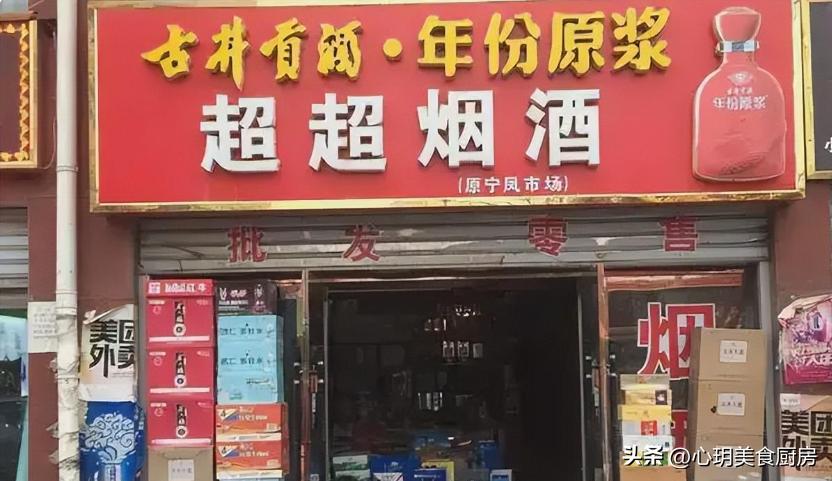 古井贡酒·年份原浆
年份原浆
超超烟酒
(原宁凤市场)
批发 零售
烟
酒
美团
外卖
美团
外卖
头条 @心玥美食厨房